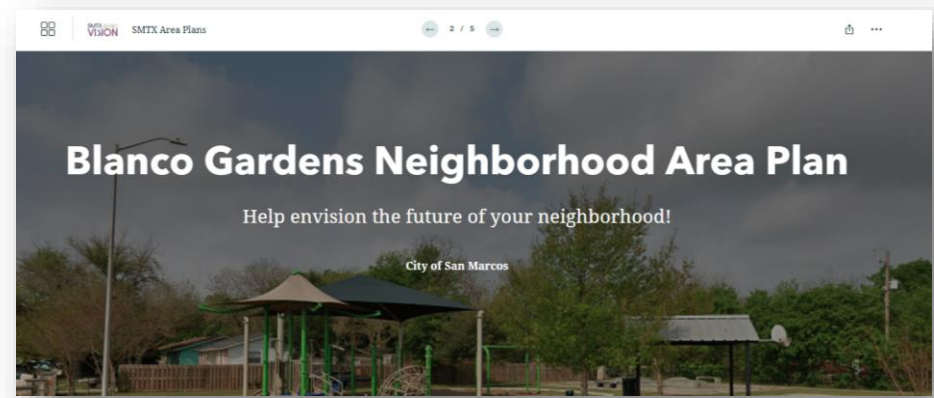 VISION SMTX Area Plans ← 2 / 5 →
Blanco Gardens Neighborhood Area Plan
Help envision the future of your neighborhood!
City of San Marcos